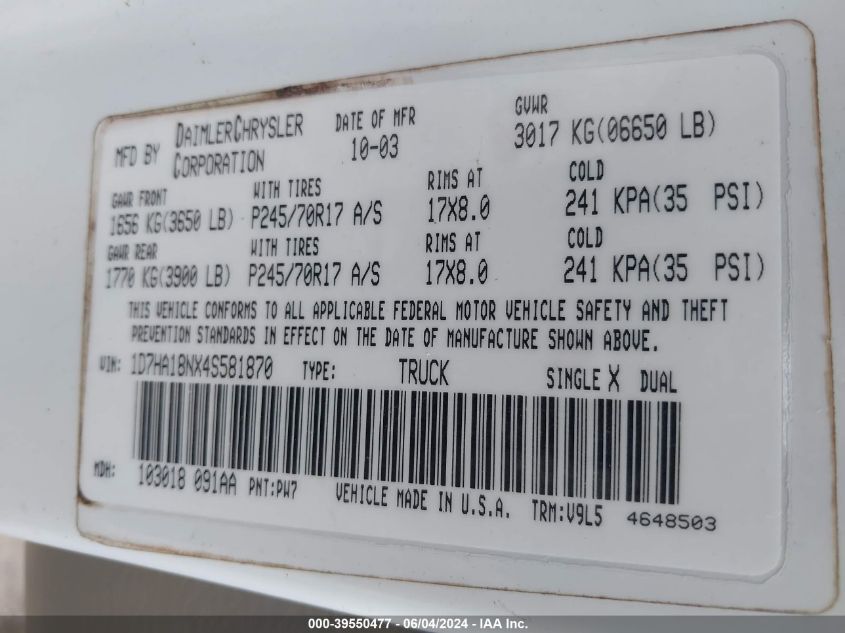 MFD BY DAIMLERCHRYSLER CORPORATION
DATE OF MFR 10-03
GVWR 3017 KG(06650 LB)
GAWR FRONT WITH TIRES RIMS AT COLD
1656 KG(3650 LB) P245/70R17 A/S 17X8.0 241 KPA(35 PSI)
GAWR REAR WITH TIRES RIMS AT COLD
1770 KG(3900 LB) P245/70R17 A/S 17X8.0 241 KPA(35 PSI)
THIS VEHICLE CONFORMS TO ALL APPLICABLE FEDERAL MOTOR VEHICLE SAFETY AND THEFT
PREVENTION STANDARDS IN EFFECT ON THE DATE OF MANUFACTURE SHOWN ABOVE.
VIN: 1D7HA18NX4S581870 TYPE: TRUCK SINGLE X DUAL
MDH: 103018 091AA PNT:PW7 VEHICLE MADE IN U.S.A. TRM:V9L5 4648503
000-39550477 - 06/04/2024 - IAA Inc.